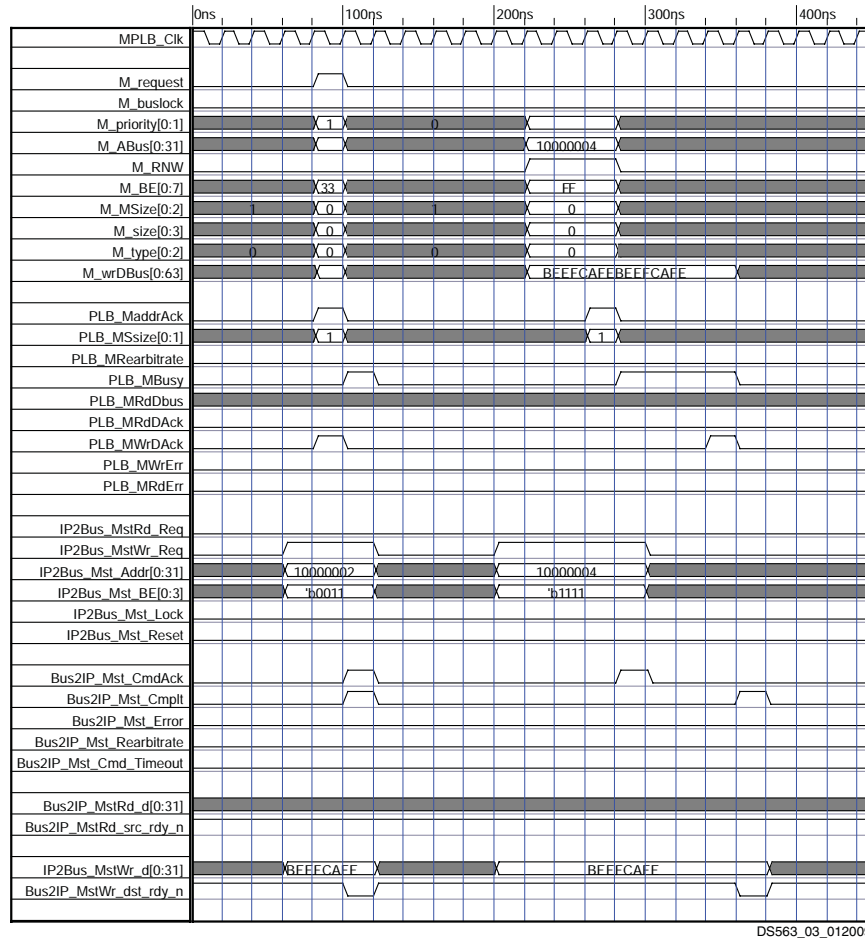 0ns 100ns 200ns 300ns 400ns
MPLB_Clk
M_request
M_buslock
M_priority[0:1] 1 0
M_ABus[0:31] 10000004
M_RNW
M_BE[0:7] 33 FF
M_MSize[0:2] 1 0 1 0
M_size[0:3] 0 0
M_type[0:2] 0 0 0 0
M_wrDBus[0:63] BEEFCAFEBEEFCAFE
PLB_MaddrAck
PLB_MSsize[0:1] 1 1
PLB_MRearbitrate
PLB_MBusy
PLB_MRdDbus
PLB_MRdDAck
PLB_MWrDAck
PLB_MWrErr
PLB_MRdErr
IP2Bus_MstRd_Req
IP2Bus_MstWr_Req
IP2Bus_Mst_Addr[0:31] 10000002 10000004
IP2Bus_Mst_BE[0:3] 'b0011 'b1111
IP2Bus_Mst_Lock
IP2Bus_Mst_Reset
Bus2IP_Mst_CmdAck
Bus2IP_Mst_Cmplt
Bus2IP_Mst_Error
Bus2IP_Mst_Rearbitrate
Bus2IP_Mst_Cmd_Timeout
Bus2IP_MstRd_d[0:31]
Bus2IP_MstRd_src_rdy_n
IP2Bus_MstWr_d[0:31] BEEFCAFE BEEFCAFE
Bus2IP_MstWr_dst_rdy_n
DS563_03_01200